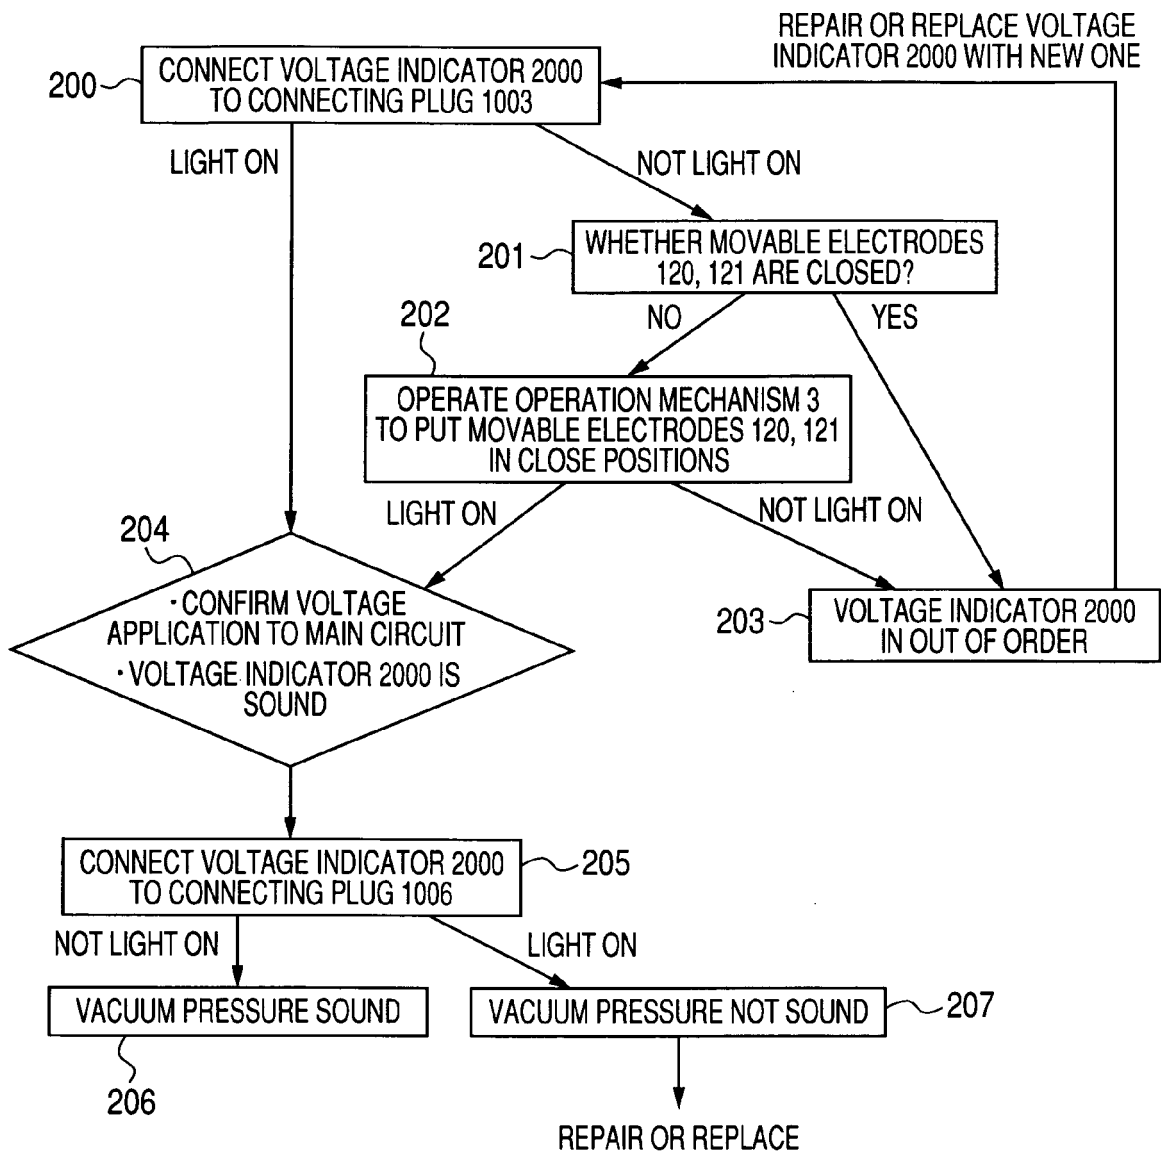 REPAIR OR REPLACE VOLTAGE
INDICATOR 2000 WITH NEW ONE
200
CONNECT VOLTAGE INDICATOR 2000
TO CONNECTING PLUG 1003
LIGHT ON
NOT LIGHT ON
201
WHETHER MOVABLE ELECTRODES
120, 121 ARE CLOSED?
202
NO
YES
OPERATE OPERATION MECHANISM 3
TO PUT MOVABLE ELECTRODES 120, 121
IN CLOSE POSITIONS
LIGHT ON
NOT LIGHT ON
204
·CONFIRM VOLTAGE
APPLICATION TO MAIN CIRCUIT
·VOLTAGE INDICATOR 2000 IS
SOUND
203
VOLTAGE INDICATOR 2000
IN OUT OF ORDER
CONNECT VOLTAGE INDICATOR 2000
TO CONNECTING PLUG 1006
205
NOT LIGHT ON
LIGHT ON
VACUUM PRESSURE SOUND
VACUUM PRESSURE NOT SOUND
207
206
REPAIR OR REPLACE